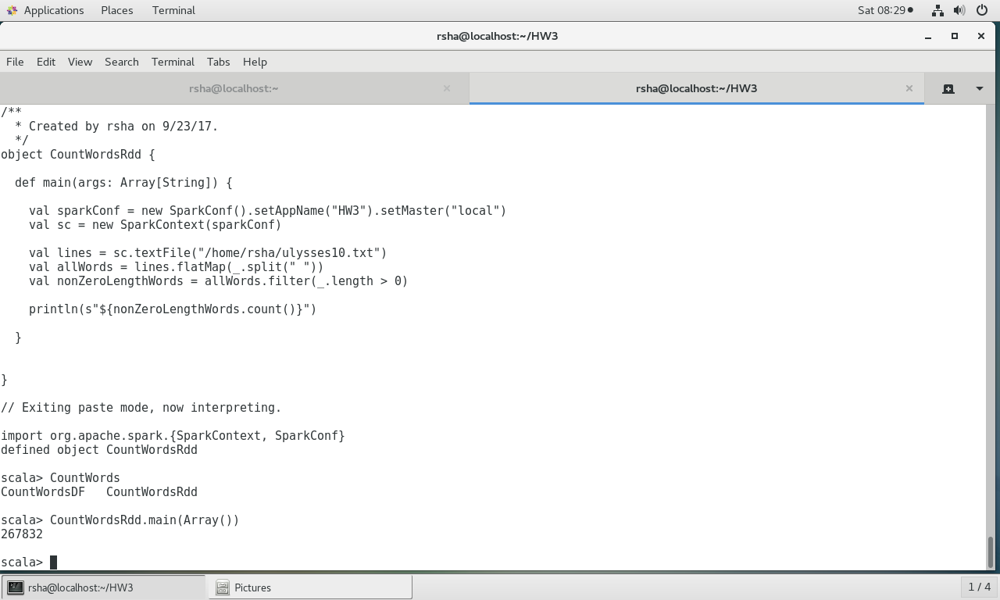 Applications Places Terminal Sat 08:29
rsha@localhost:~/HW3
File Edit View Search Terminal Tabs Help
rsha@localhost:~ rsha@localhost:~/HW3
/**
  * Created by rsha on 9/23/17.
  */
object CountWordsRdd {
  def main(args: Array[String]) {
    val sparkConf = new SparkConf().setAppName("HW3").setMaster("local")
    val sc = new SparkContext(sparkConf)
    val lines = sc.textFile("/home/rsha/ulysses10.txt")
    val allWords = lines.flatMap(_.split(" "))
    val nonZeroLengthWords = allWords.filter(_.length > 0)
    println(s"${nonZeroLengthWords.count()}")
  }
}
// Exiting paste mode, now interpreting.
import org.apache.spark.{SparkContext, SparkConf}
defined object CountWordsRdd
scala> CountWords
CountWordsDF   CountWordsRdd
scala> CountWordsRdd.main(Array())
267832
scala>
rsha@localhost:~/HW3 Pictures 1 / 4